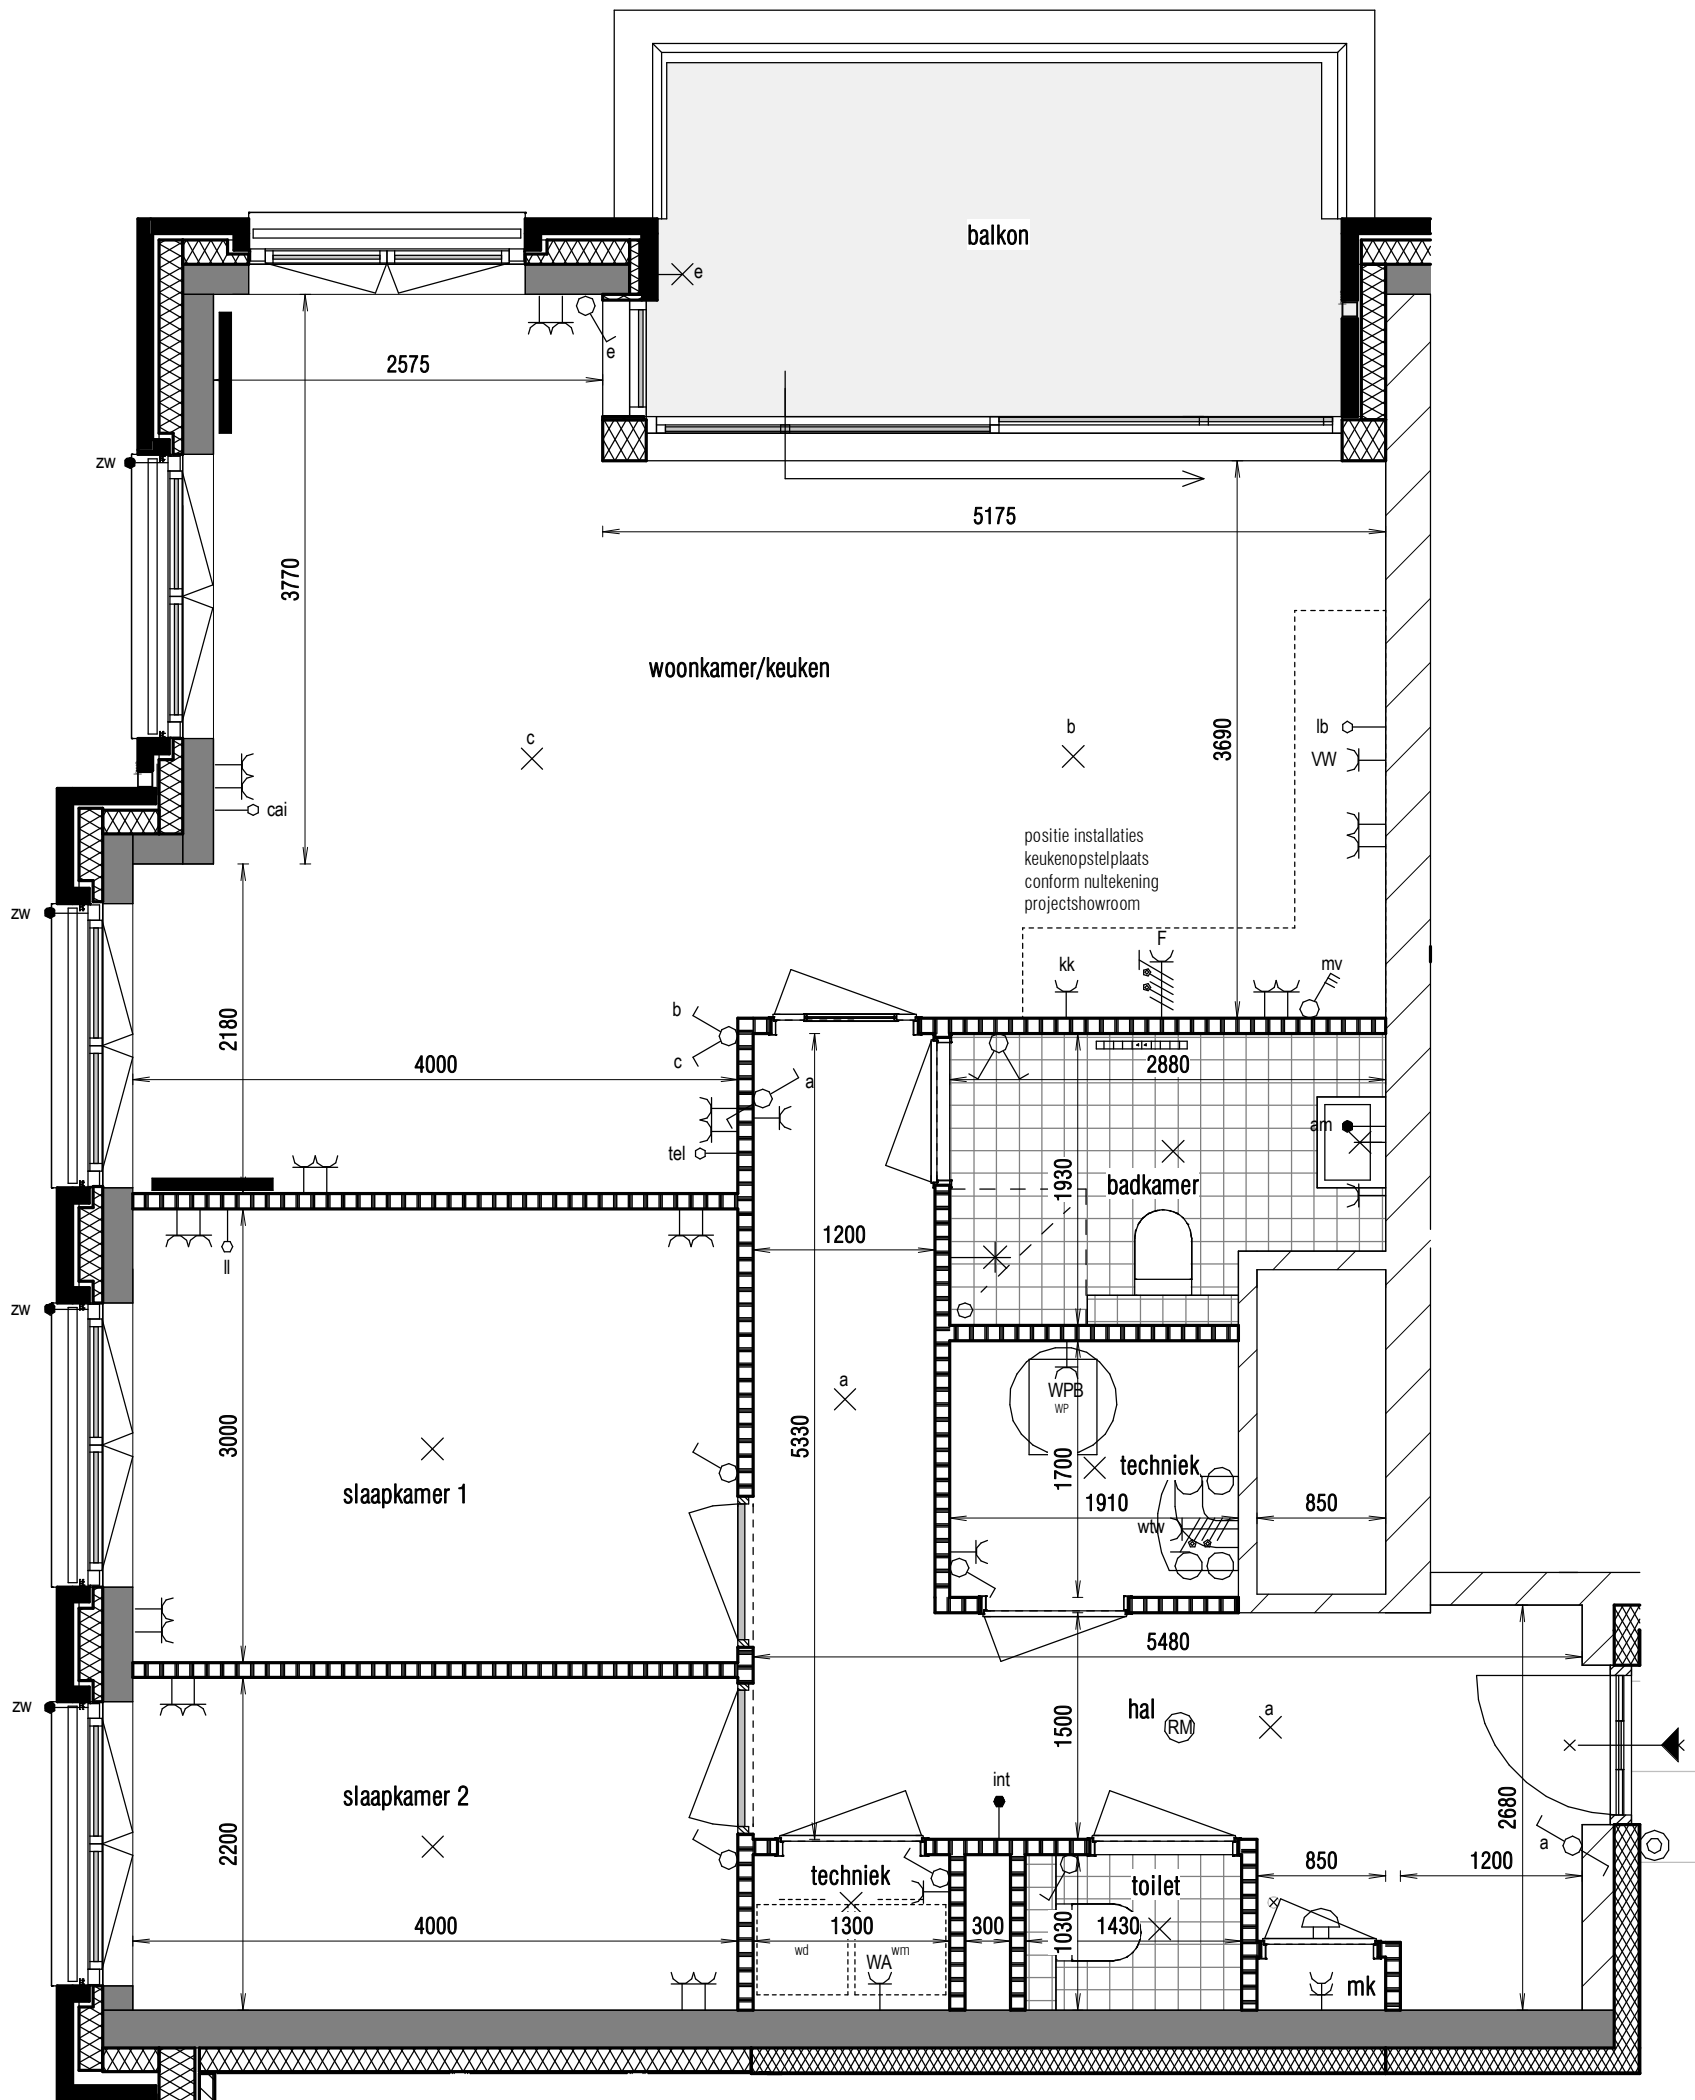 balkon
e
e
2575
zw
5175
3770
woonkamer/keuken
c
b
3690
lb
VW
cai
positie installaties
keukenopstelplaats
conform nultekening
projectshowroom
zw
F
kk
mv
2180
b
4000
c
a
2880
am
tel
1930
badkamer
1200
ll
zw
a
WPB
WP
3000
5330
1700
techniek
slaapkamer 1
1910
850
wtw
5480
zw
hal
RM
a
1500
int
slaapkamer 2
2680
2200
a
techniek
toilet
850
1200
4000
1300
300
1030
1430
wd
wm
WA
mk